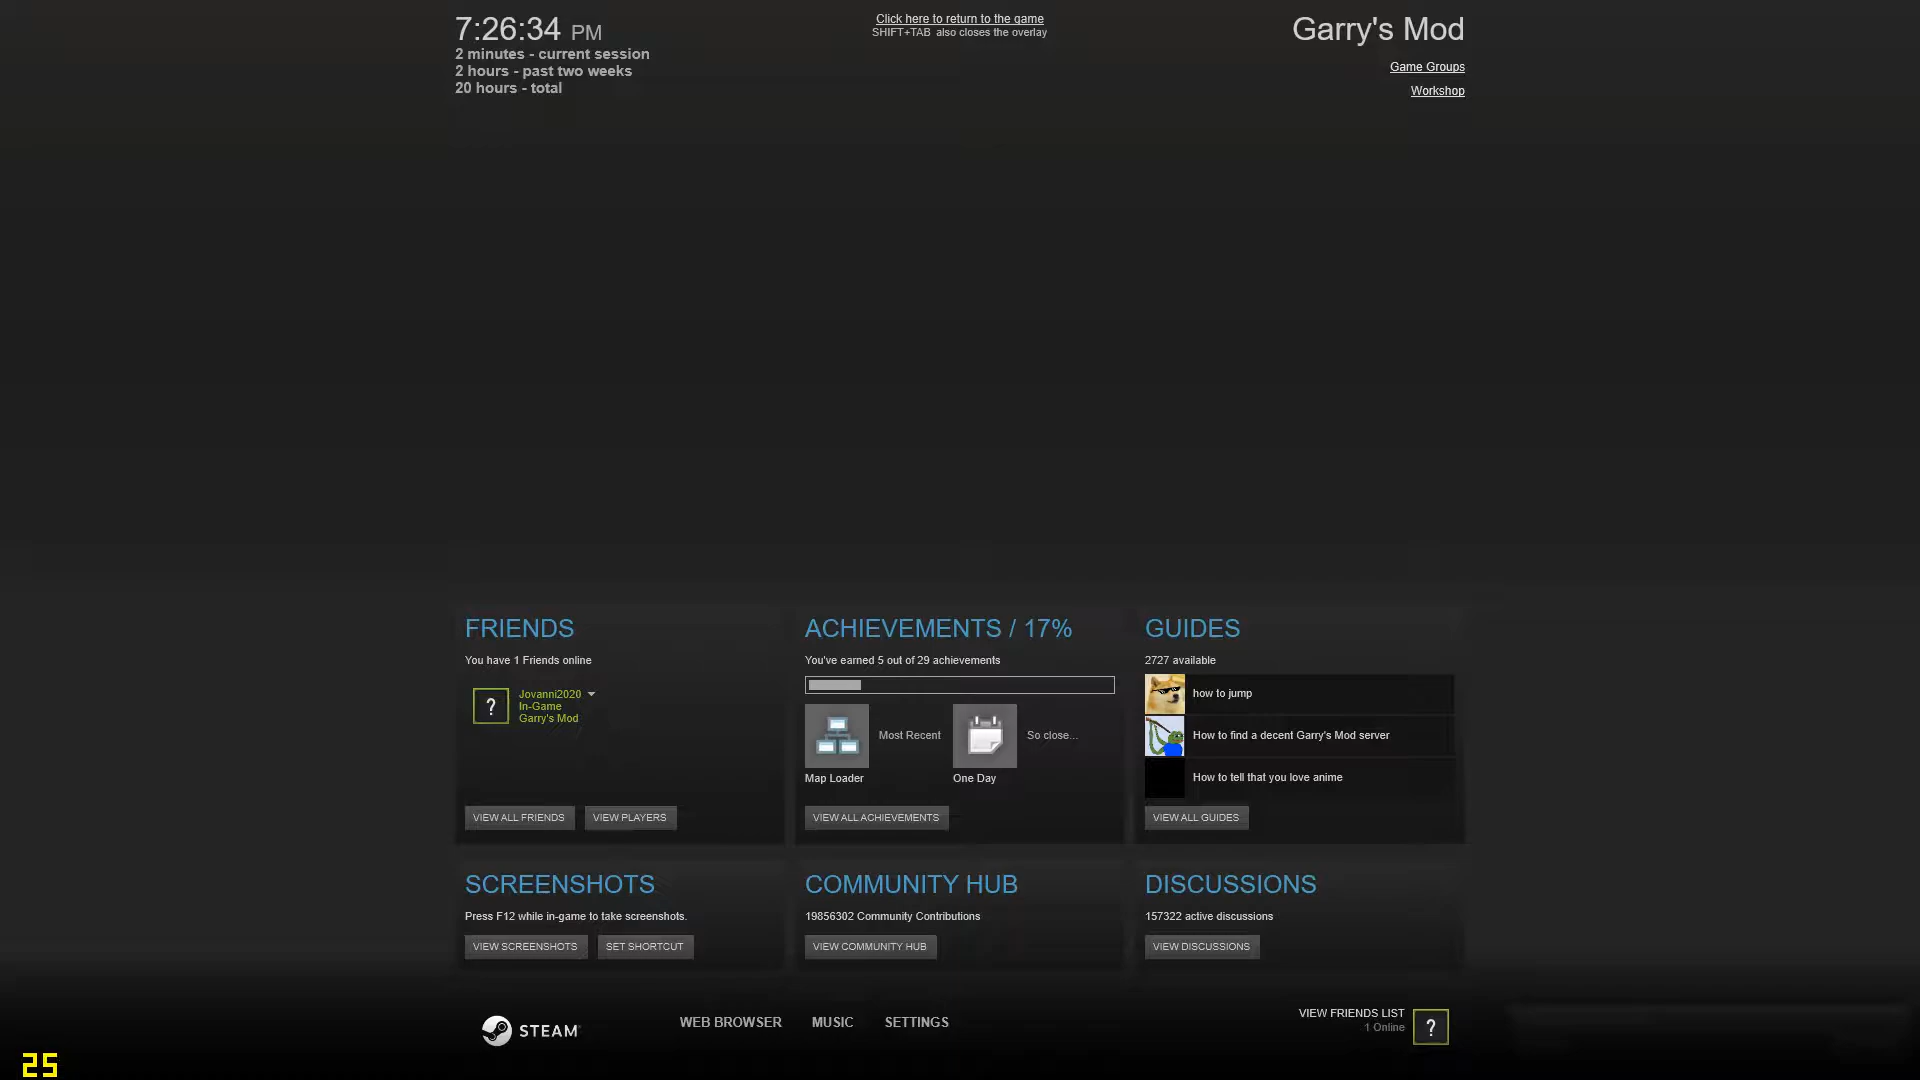 7:26:34 PM
2 minutes - current session
2 hours - past two weeks
20 hours - total
Click here to return to the game
SHIFT+TAB also closes the overlay
Garry's Mod
Game Groups
Workshop
FRIENDS
You have 1 Friends online
?
Jovanni2020
In-Game
Garry's Mod
VIEW ALL FRIENDS
VIEW PLAYERS
ACHIEVEMENTS / 17%
You've earned 5 out of 29 achievements
Most Recent
Map Loader
So close...
One Day
VIEW ALL ACHIEVEMENTS
GUIDES
2727 available
how to jump
How to find a decent Garry's Mod server
How to tell that you love anime
VIEW ALL GUIDES
SCREENSHOTS
Press F12 while in-game to take screenshots.
VIEW SCREENSHOTS
SET SHORTCUT
COMMUNITY HUB
19856302 Community Contributions
VIEW COMMUNITY HUB
DISCUSSIONS
157322 active discussions
VIEW DISCUSSIONS
STEAM
WEB BROWSER
MUSIC
SETTINGS
VIEW FRIENDS LIST
1 Online
?
25